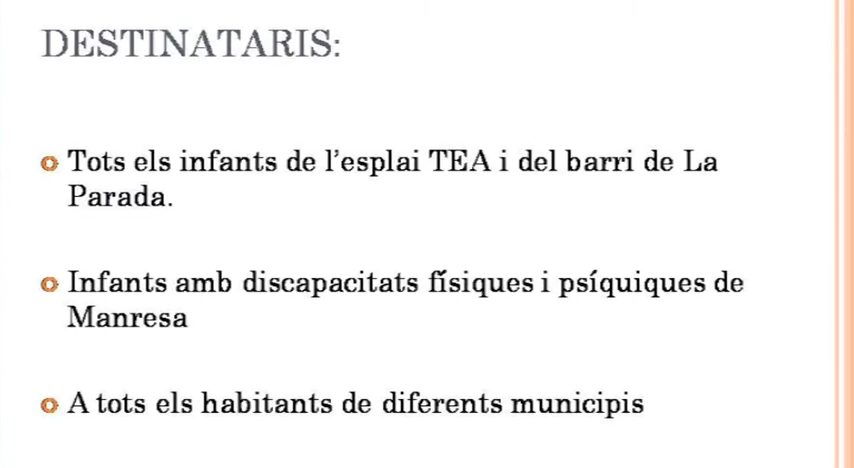 DESTINATARIS:
Tots els infants de l’esplai TEA i del barri de La
Parada.
Infants amb discapacitats físiques i psíquiques de
Manresa
A tots els habitants de diferents municipis